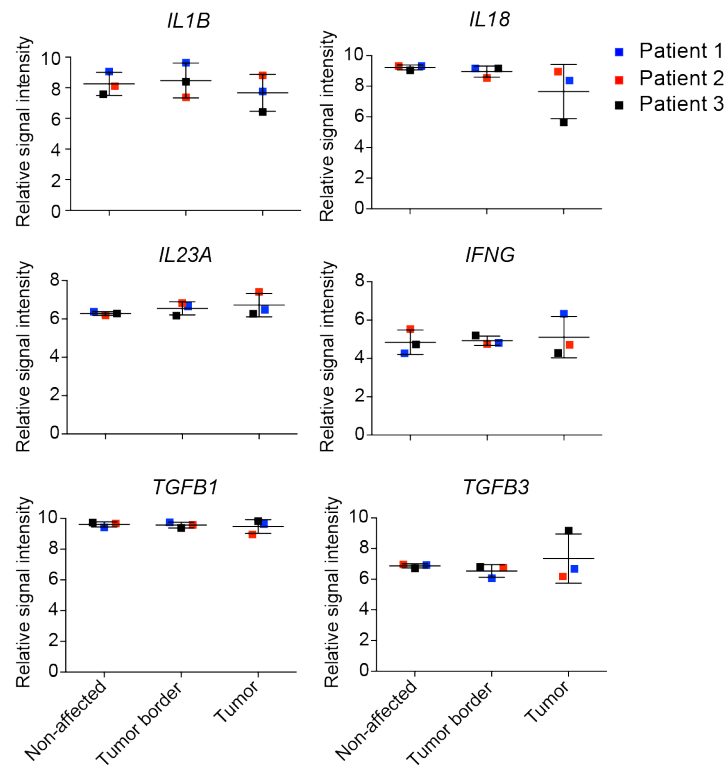 IL1B
Relative signal intensity
10
8
6
4
2
0
IL18
Relative signal intensity
10
8
6
4
2
0
Patient 1
Patient 2
Patient 3
IL23A
Relative signal intensity
8
6
4
2
0
IFNG
Relative signal intensity
8
6
4
2
0
TGFB1
Relative signal intensity
10
8
6
4
2
0
Non-affected
Tumor border
Tumor
TGFB3
Relative signal intensity
10
8
6
4
2
0
Non-affected
Tumor border
Tumor